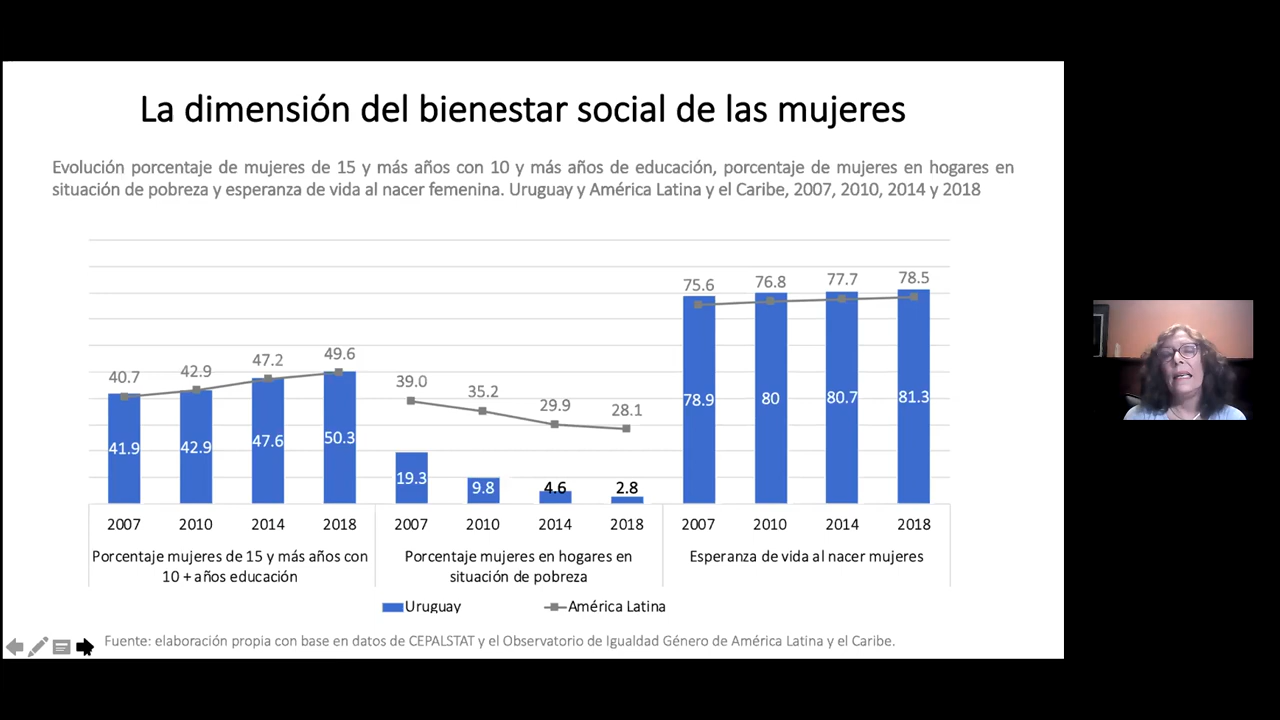 La dimensión del bienestar social de las mujeres
Evolución porcentaje de mujeres de 15 y más años con 10 y más años de educación, porcentaje de mujeres en hogares en
situación de pobreza y esperanza de vida al nacer femenina. Uruguay y América Latina y el Caribe, 2007, 2010, 2014 y 2018
40.7 42.9 47.2 49.6 39.0 35.2 29.9 28.1 75.6 76.8 77.7 78.5
41.9 42.9 47.6 50.3 19.3 9.8 4.6 2.8 78.9 80 80.7 81.3
2007 2010 2014 2018 2007 2010 2014 2018 2007 2010 2014 2018
Porcentaje mujeres de 15 y más años con
10 + años educación
Porcentaje mujeres en hogares en
situación de pobreza
Esperanza de vida al nacer mujeres
Uruguay América Latina
Fuente: elaboración propia con base en datos de CEPALSTAT y el Observatorio de Igualdad Género de América Latina y el Caribe.